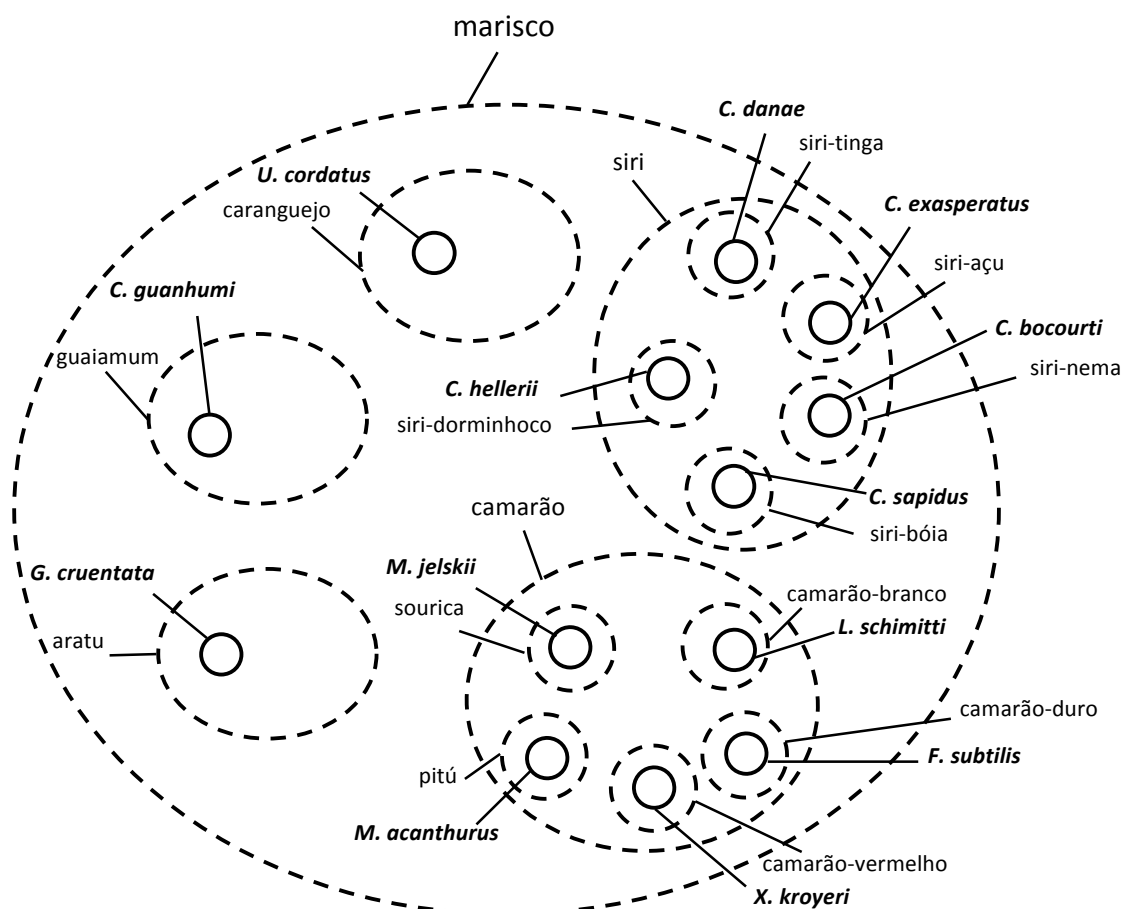 marisco
C. danae
siri-tinga
siri
U. cordatus
C. exasperatus
caranguejo
siri-açu
C. guanhumi
C. bocourti
guaiamum
siri-nema
C. hellerii
siri-dorminhoco
C. sapidus
camarão
siri-bóia
G. cruentata
M. jelskii
camarão-branco
sourica
L. schimitti
aratu
camarão-duro
F. subtilis
pitú
M. acanthurus
camarão-vermelho
X. kroyeri